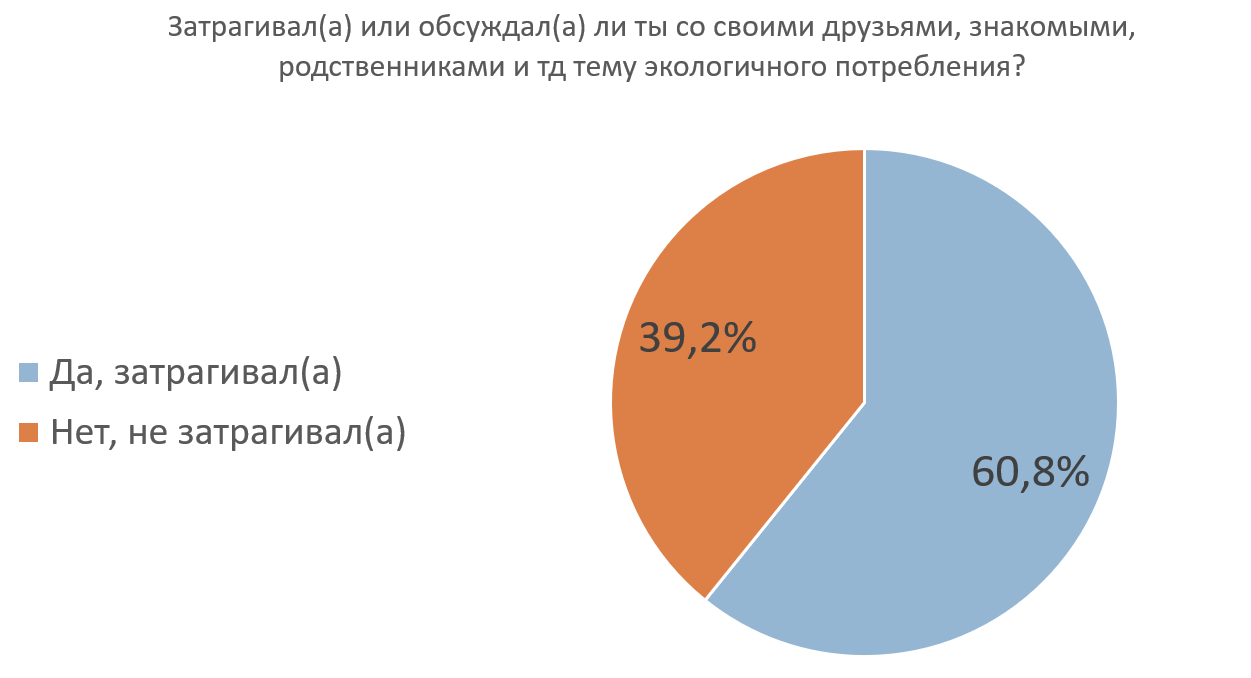 Затрагивал(а) или обсуждал(а) ли ты со своими друзьями, знакомыми,
родственниками и тд тему экологичного потребления?
39,2%
Да, затрагивал(а)
Нет, не затрагивал(а)
60,8%